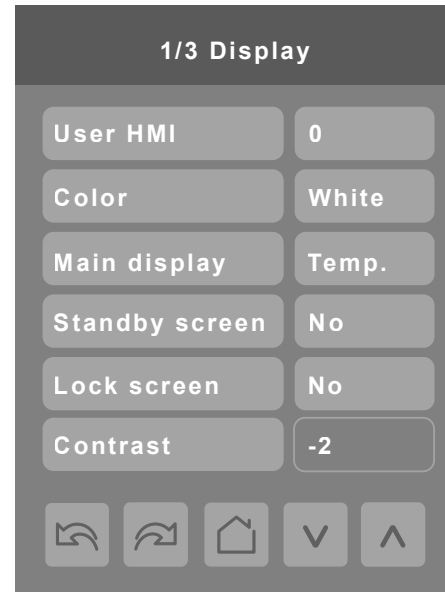 1/3 Display
User HMI 0
Color White
Main display Temp.
Standby screen No
Lock screen No
Contrast -2